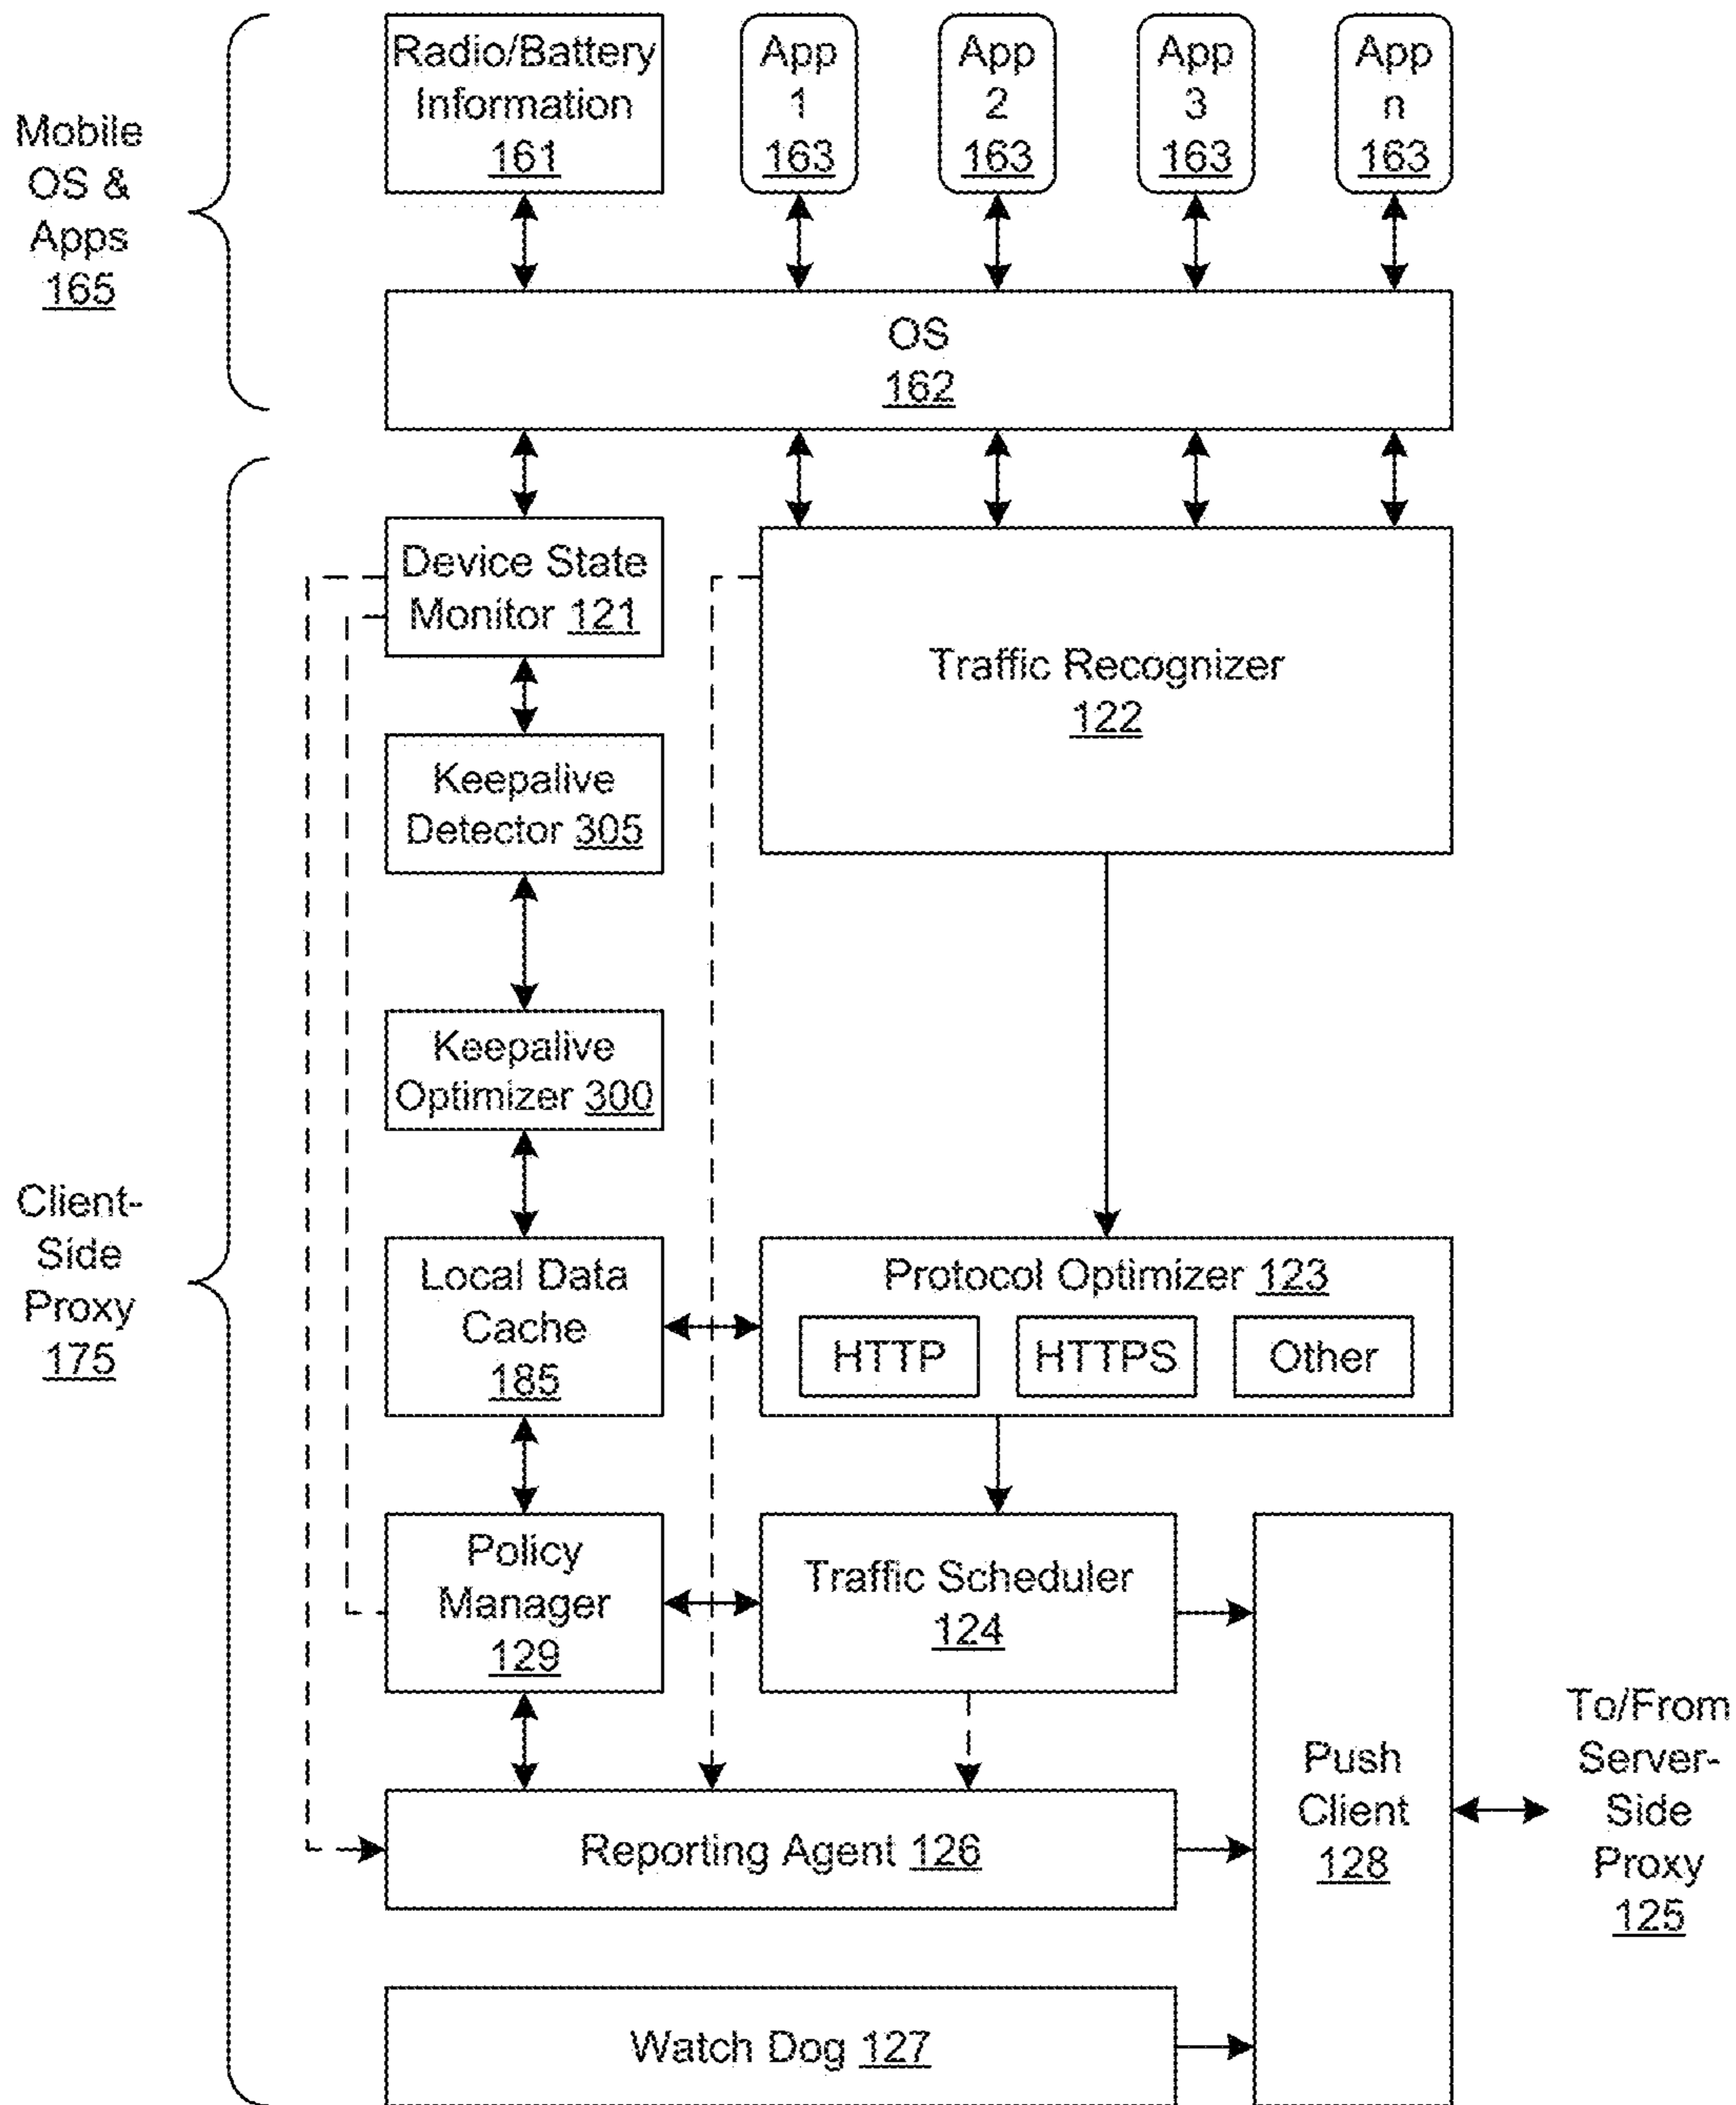 Mobile
OS &
Apps
165
Radio/Battery
Information
161
App
1
163
App
2
163
App
3
163
App
n
163
OS
162
Client-
Side
Proxy
175
Device State
Monitor 121
Traffic Recognizer
122
Keepalive
Detector 305
Keepalive
Optimizer 300
Local Data
Cache
185
Protocol Optimizer 123
HTTP
HTTPS
Other
Policy
Manager
129
Traffic Scheduler
124
Push
Client
128
To/From
Server-
Side
Proxy
125
Reporting Agent 126
Watch Dog 127